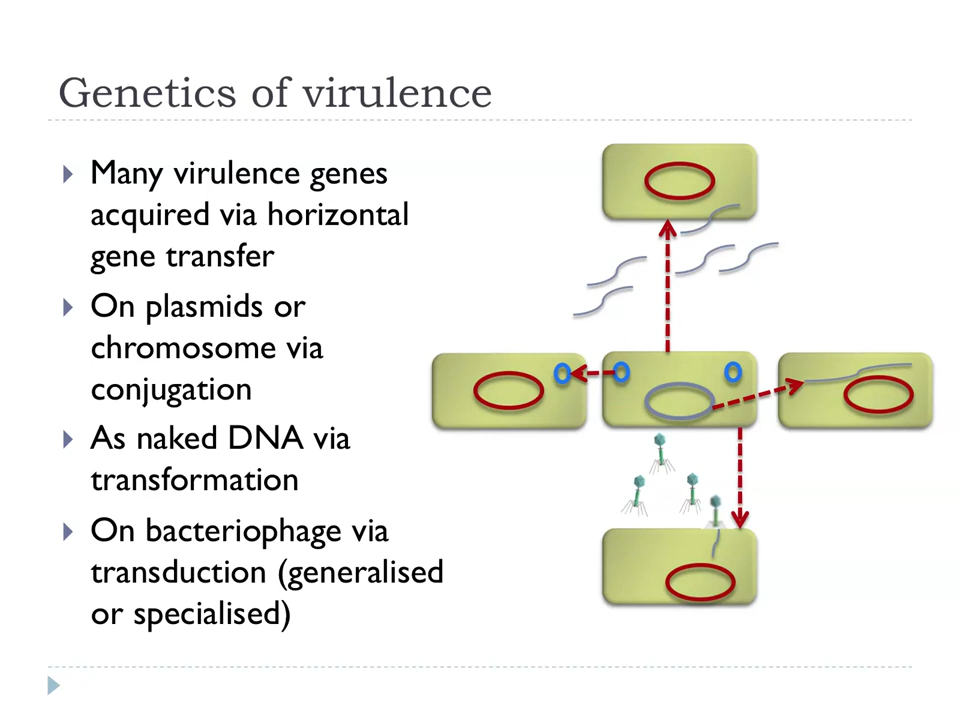 Genetics of virulence
Many virulence genes
acquired via horizontal
gene transfer
On plasmids or
chromosome via
conjugation
As naked DNA via
transformation
On bacteriophage via
transduction (generalised
or specialised)